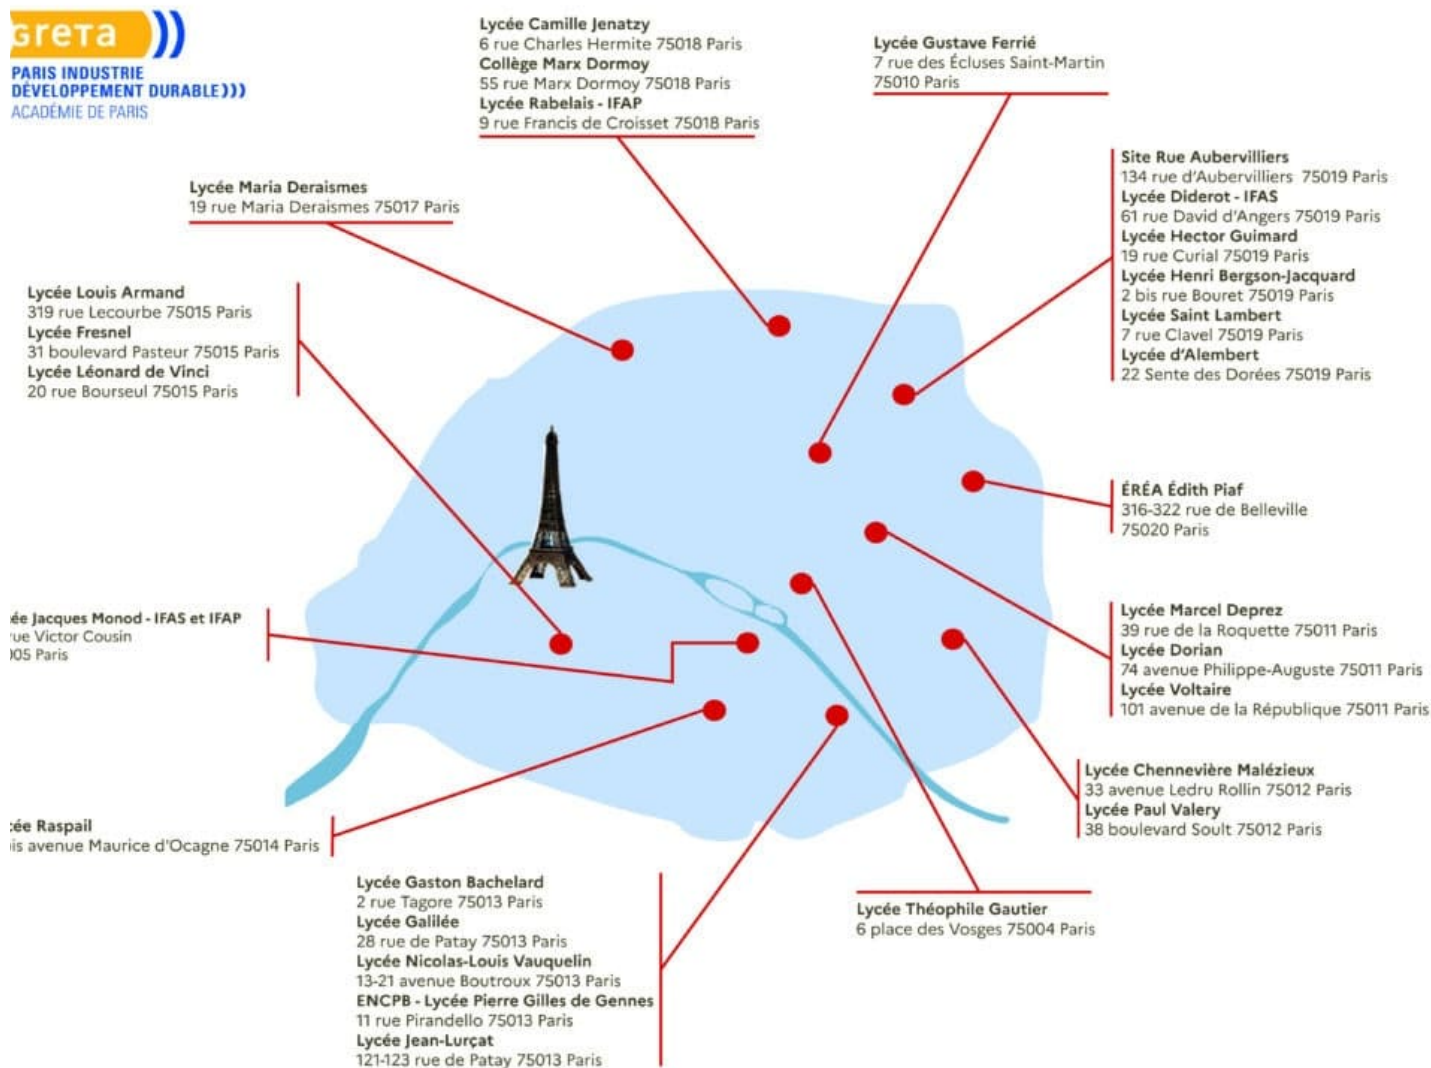 GRETA
PARIS INDUSTRIE
DÉVELOPPEMENT DURABLE
ACADÉMIE DE PARIS
Lycée Camille Jenatzy
6 rue Charles Hermite 75018 Paris
Collège Marx Dormoy
55 rue Marx Dormoy 75018 Paris
Lycée Rabelais - IFAP
9 rue Francis de Croisset 75018 Paris
Lycée Gustave Ferrié
7 rue des Écluses Saint-Martin
75010 Paris
Lycée Maria Deraismes
19 rue Maria Deraismes 75017 Paris
Site Rue Aubervilliers
134 rue d'Aubervilliers 75019 Paris
Lycée Diderot - IFAS
61 rue David d'Angers 75019 Paris
Lycée Hector Guimard
19 rue Curial 75019 Paris
Lycée Henri Bergson-Jacquard
2 bis rue Bouret 75019 Paris
Lycée Saint Lambert
7 rue Clavel 75019 Paris
Lycée d'Alembert
22 Sente des Dorées 75019 Paris
Lycée Louis Armand
319 rue Lecourbe 75015 Paris
Lycée Fresnel
31 boulevard Pasteur 75015 Paris
Lycée Léonard de Vinci
20 rue Bourseul 75015 Paris
ÉRÉA Édith Piaf
316-322 rue de Belleville
75020 Paris
ée Jacques Monod - IFAS et IFAP
rue Victor Cousin
005 Paris
Lycée Marcel Deprez
39 rue de la Roquette 75011 Paris
Lycée Dorian
74 avenue Philippe-Auguste 75011 Paris
Lycée Voltaire
101 avenue de la République 75011 Paris
Lycée Chennevière Malézieux
33 avenue Ledru Rollin 75012 Paris
Lycée Paul Valery
38 boulevard Soult 75012 Paris
cée Raspail
is avenue Maurice d'Ocagne 75014 Paris
Lycée Gaston Bachelard
2 rue Tagore 75013 Paris
Lycée Galilée
28 rue de Patay 75013 Paris
Lycée Nicolas-Louis Vauquelin
13-21 avenue Boutroux 75013 Paris
ENCPB - Lycée Pierre Gilles de Gennes
11 rue Pirandello 75013 Paris
Lycée Jean-Lurçat
121-123 rue de Patay 75013 Paris
Lycée Théophile Gautier
6 place des Vosges 75004 Paris